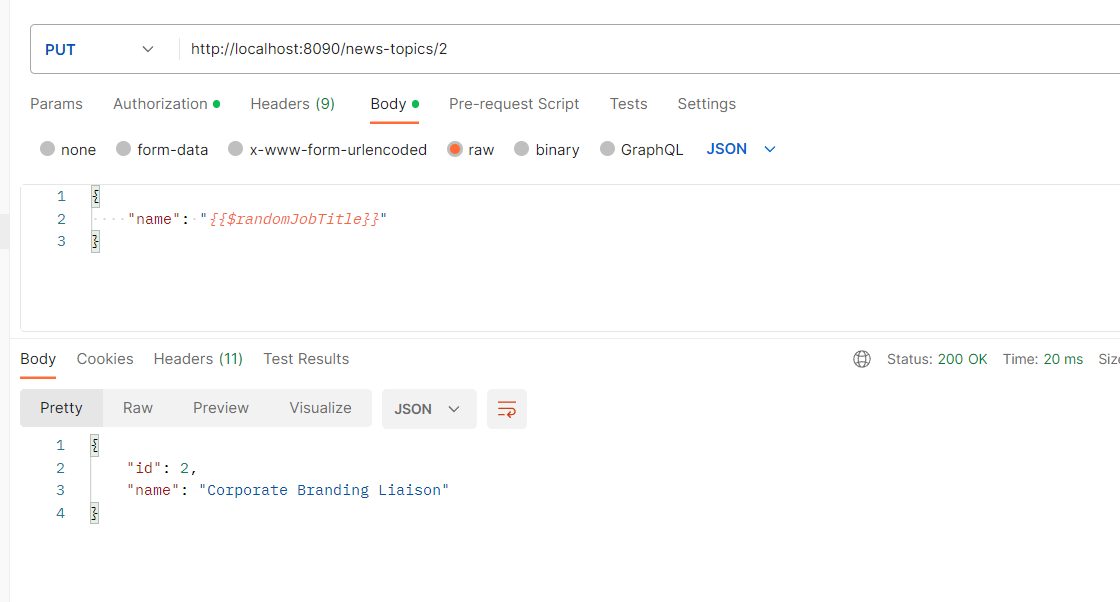 PUT http://localhost:8090/news-topics/2
Params Authorization Headers (9) Body Pre-request Script Tests Settings
none form-data x-www-form-urlencoded raw binary GraphQL JSON
1 {
2 "name": "{{$randomJobTitle}}"
3 }
Body Cookies Headers (11) Test Results Status: 200 OK Time: 20 ms Siz
Pretty Raw Preview Visualize JSON
1 {
2 "id": 2,
3 "name": "Corporate Branding Liaison"
4 }